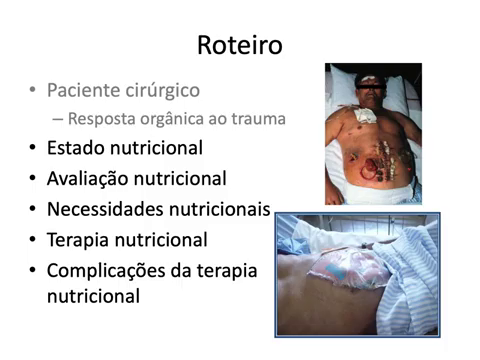 Roteiro
• Paciente cirúrgico
– Resposta orgânica ao trauma
• Estado nutricional
• Avaliação nutricional
• Necessidades nutricionais
• Terapia nutricional
• Complicações da terapia
nutricional